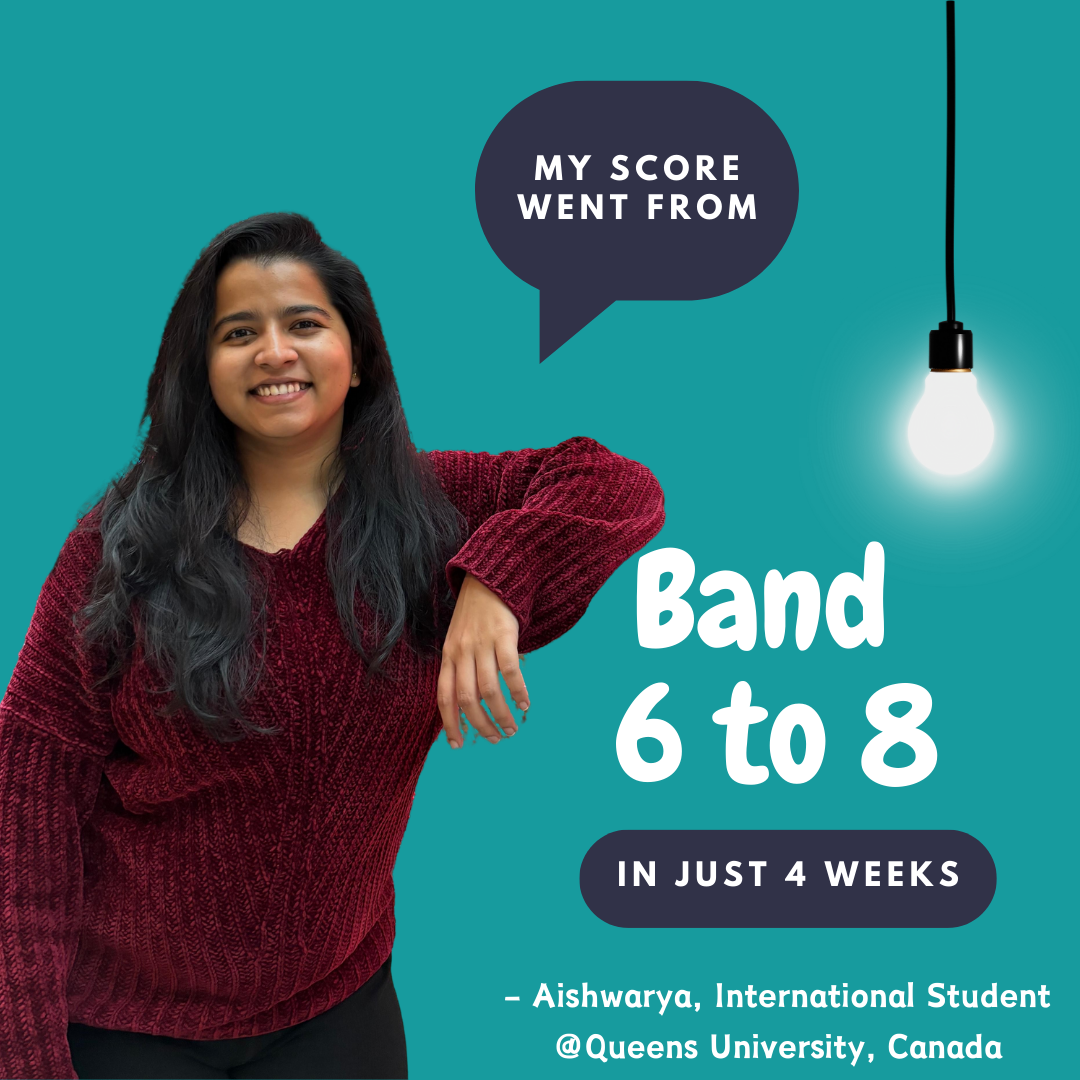 MY SCORE
WENT FROM
Band
6 to 8
IN JUST 4 WEEKS
– Aishwarya, International Student
@Queens University, Canada